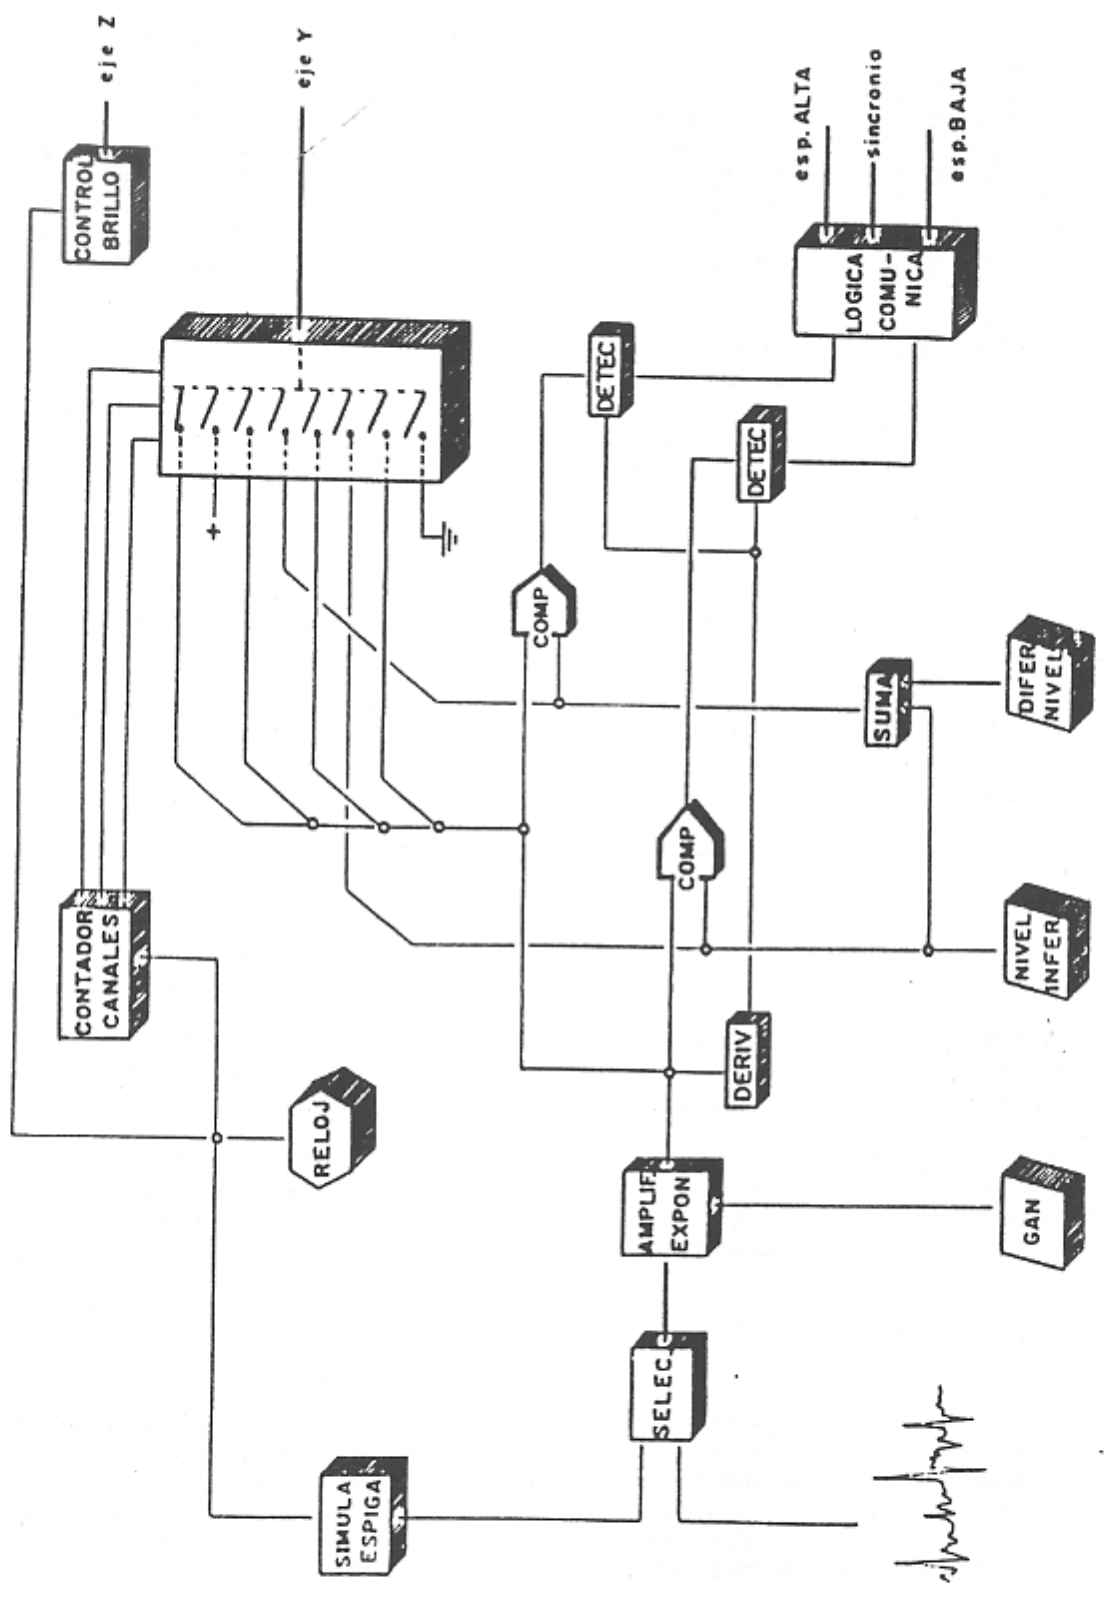 eje Z
eje Y
CONTROL
BRILLO
esp. ALTA
sincronio
esp. BAJA
LOGICA
COMU-
NICA
DETEC
DETEC
+
COMP
COMP
SUMA
DIFER
NIVEL
NIVEL
INFER
CONTADOR
CANALES
RELOJ
DERIV
AMPLIF
EXPON
GAN
SELEC
SIMULA
ESPIGA